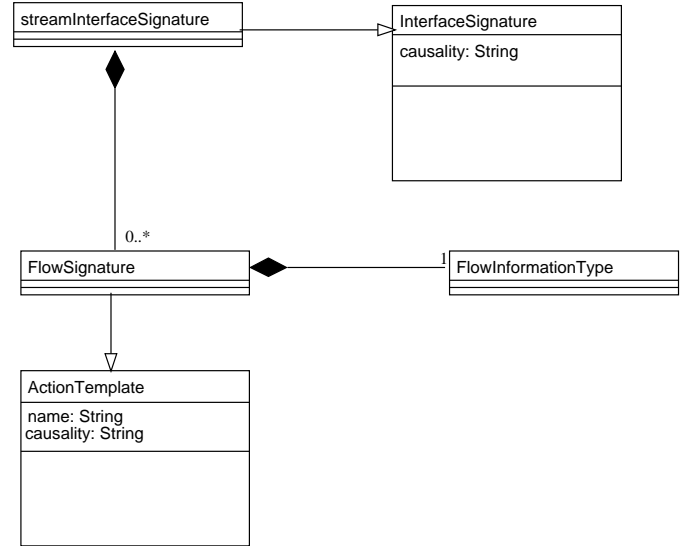 streamInterfaceSignature
InterfaceSignature
causality: String
0..*
FlowSignature
1
FlowInformationType
ActionTemplate
name: String
causality: String